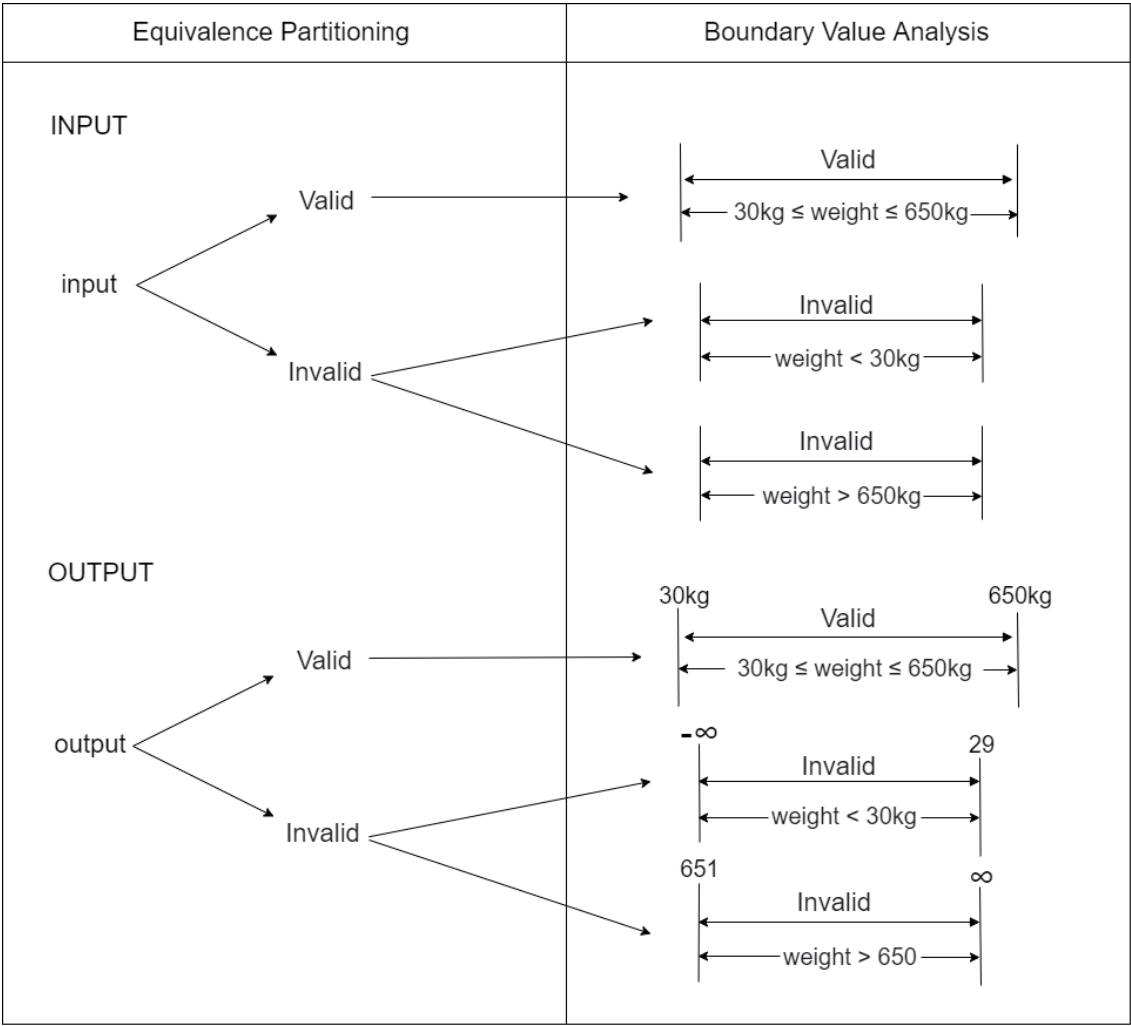 Equivalence Partitioning
Boundary Value Analysis
INPUT
Valid
Valid
30kg ≤ weight ≤ 650kg
input
Invalid
weight < 30kg
Invalid
Invalid
weight > 650kg
OUTPUT
30kg
650kg
Valid
Valid
30kg ≤ weight ≤ 650kg
output
-∞
29
Invalid
weight < 30kg
Invalid
651
∞
Invalid
weight > 650